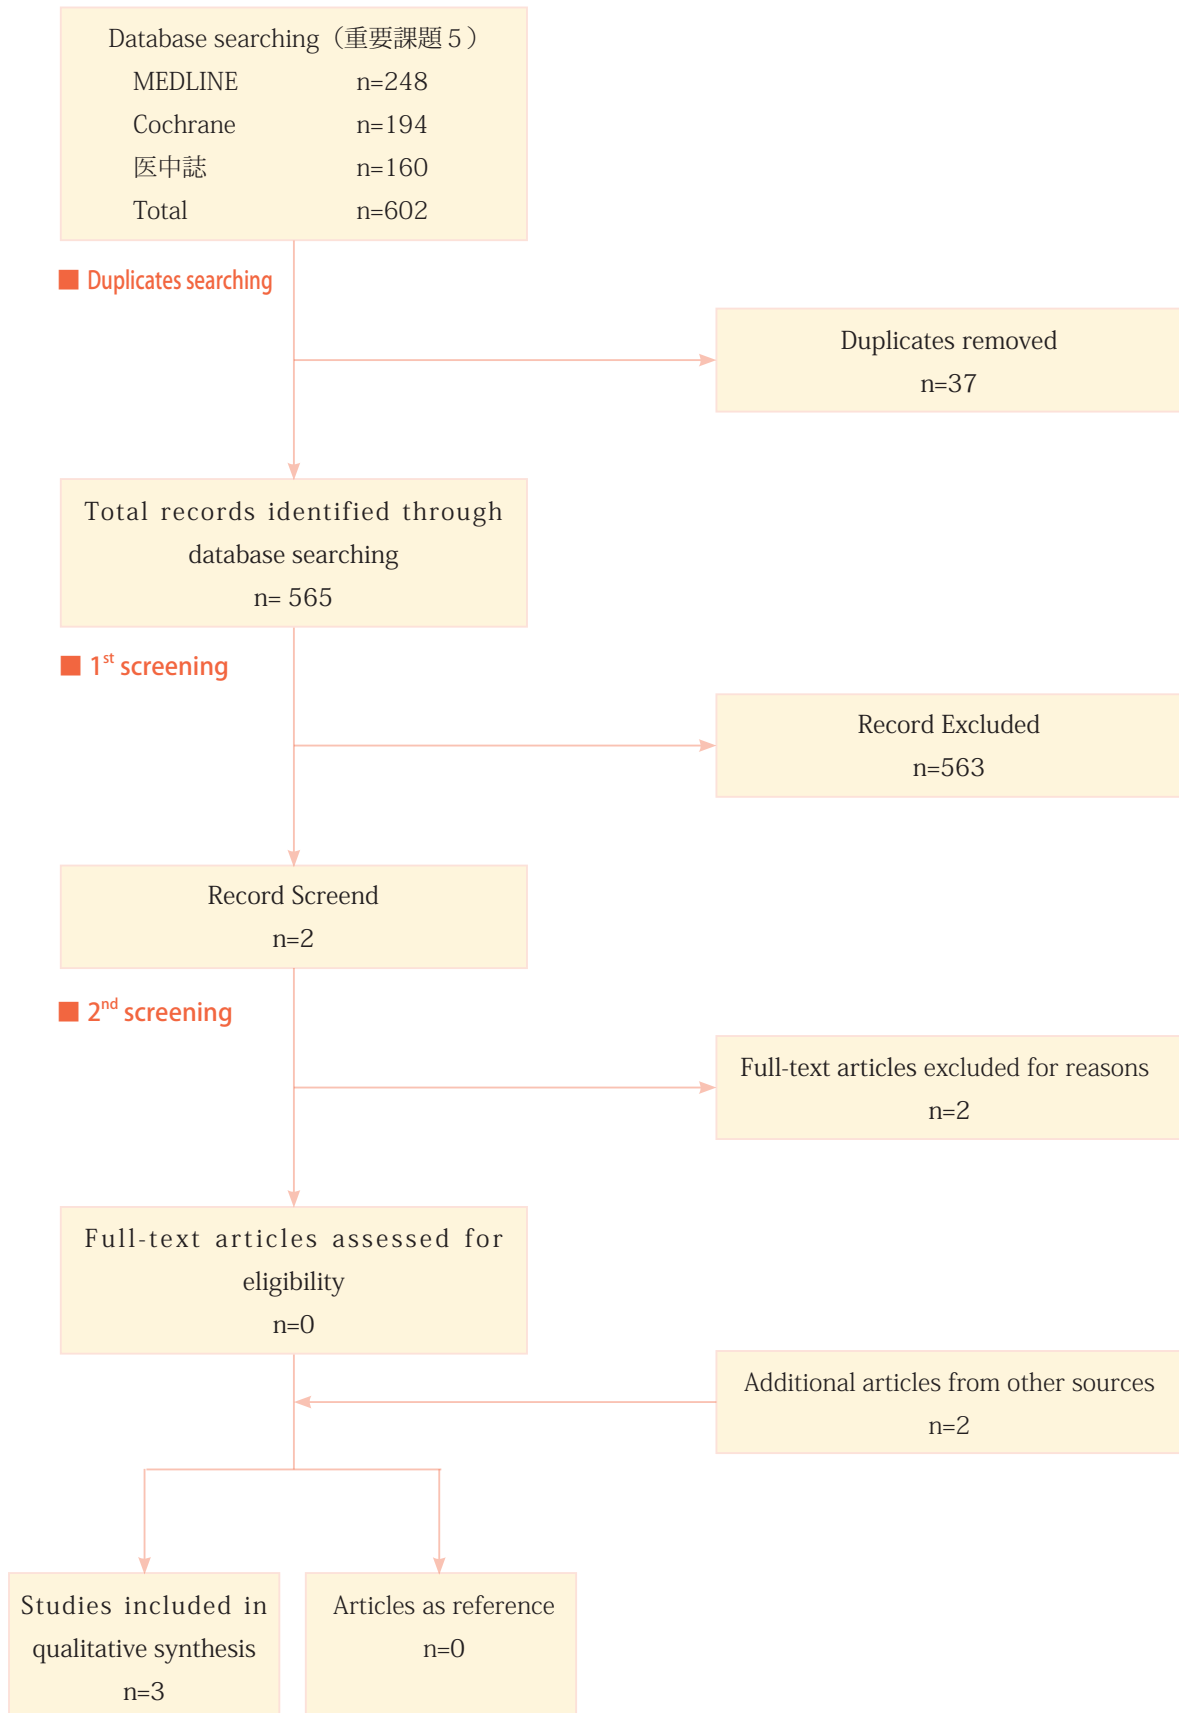 Database searching（重要課題５）
MEDLINE n=248
Cochrane n=194
医中誌 n=160
Total n=602
■ Duplicates searching
Duplicates removed
n=37
Total records identified through
database searching
n= 565
■ 1st screening
Record Excluded
n=563
Record Screend
n=2
■ 2nd screening
Full-text articles excluded for reasons
n=2
Full-text articles assessed for
eligibility
n=0
Additional articles from other sources
n=2
Studies included in
qualitative synthesis
n=3
Articles as reference
n=0